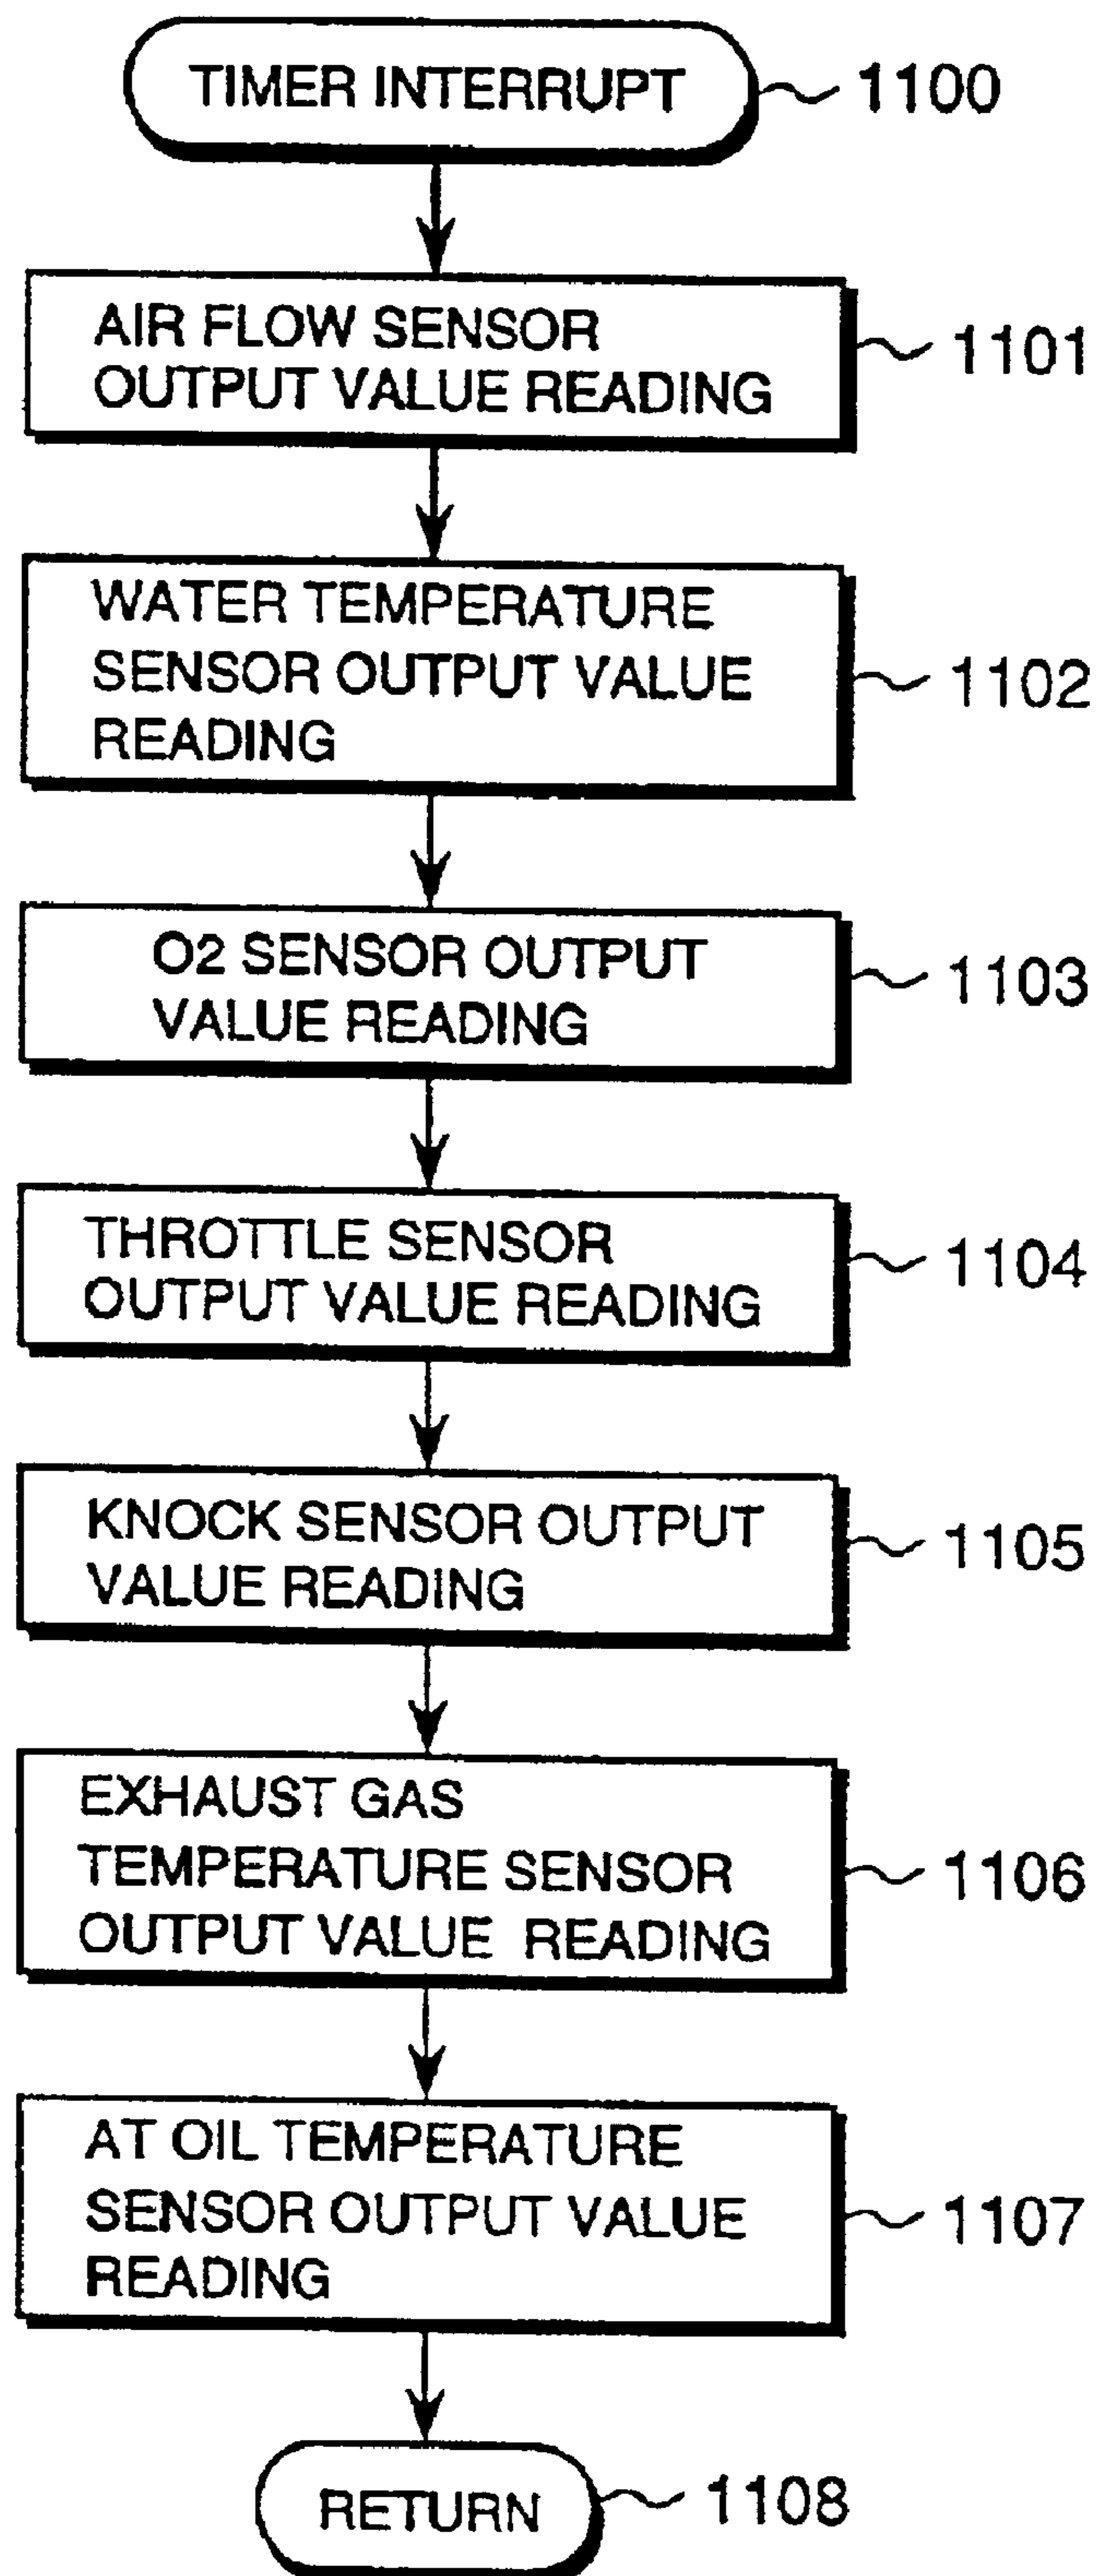 TIMER INTERRUPT
1100
AIR FLOW SENSOR
OUTPUT VALUE READING
1101
WATER TEMPERATURE
SENSOR OUTPUT VALUE
READING
1102
O2 SENSOR OUTPUT
VALUE READING
1103
THROTTLE SENSOR
OUTPUT VALUE READING
1104
KNOCK SENSOR OUTPUT
VALUE READING
1105
EXHAUST GAS
TEMPERATURE SENSOR
OUTPUT VALUE READING
1106
AT OIL TEMPERATURE
SENSOR OUTPUT VALUE
READING
1107
RETURN
1108